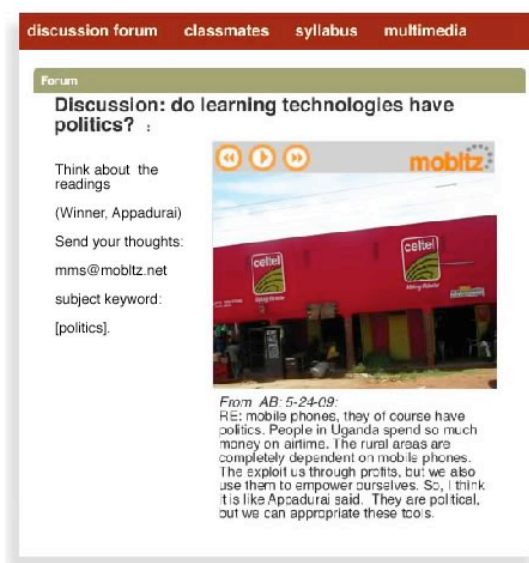 discussion forum classmates syllabus multimedia
Forum
Discussion: do learning technologies have
politics? :
Think about the
readings
(Winner, Appadurai)
Send your thoughts:
mms@mobltz.net
subject keyword:
[politics].
mobltz
celtel
celtel
From AB: 5-24-09:
RE: mobile phones, they of course have
politics. People in Uganda spend so much
money on airtime. The rural areas are
completely dependent on mobile phones.
The exploit us through profits, but we also
use them to empower ourselves. So, I think
it is like Appadurai said. They are political,
but we can appropriate these tools.